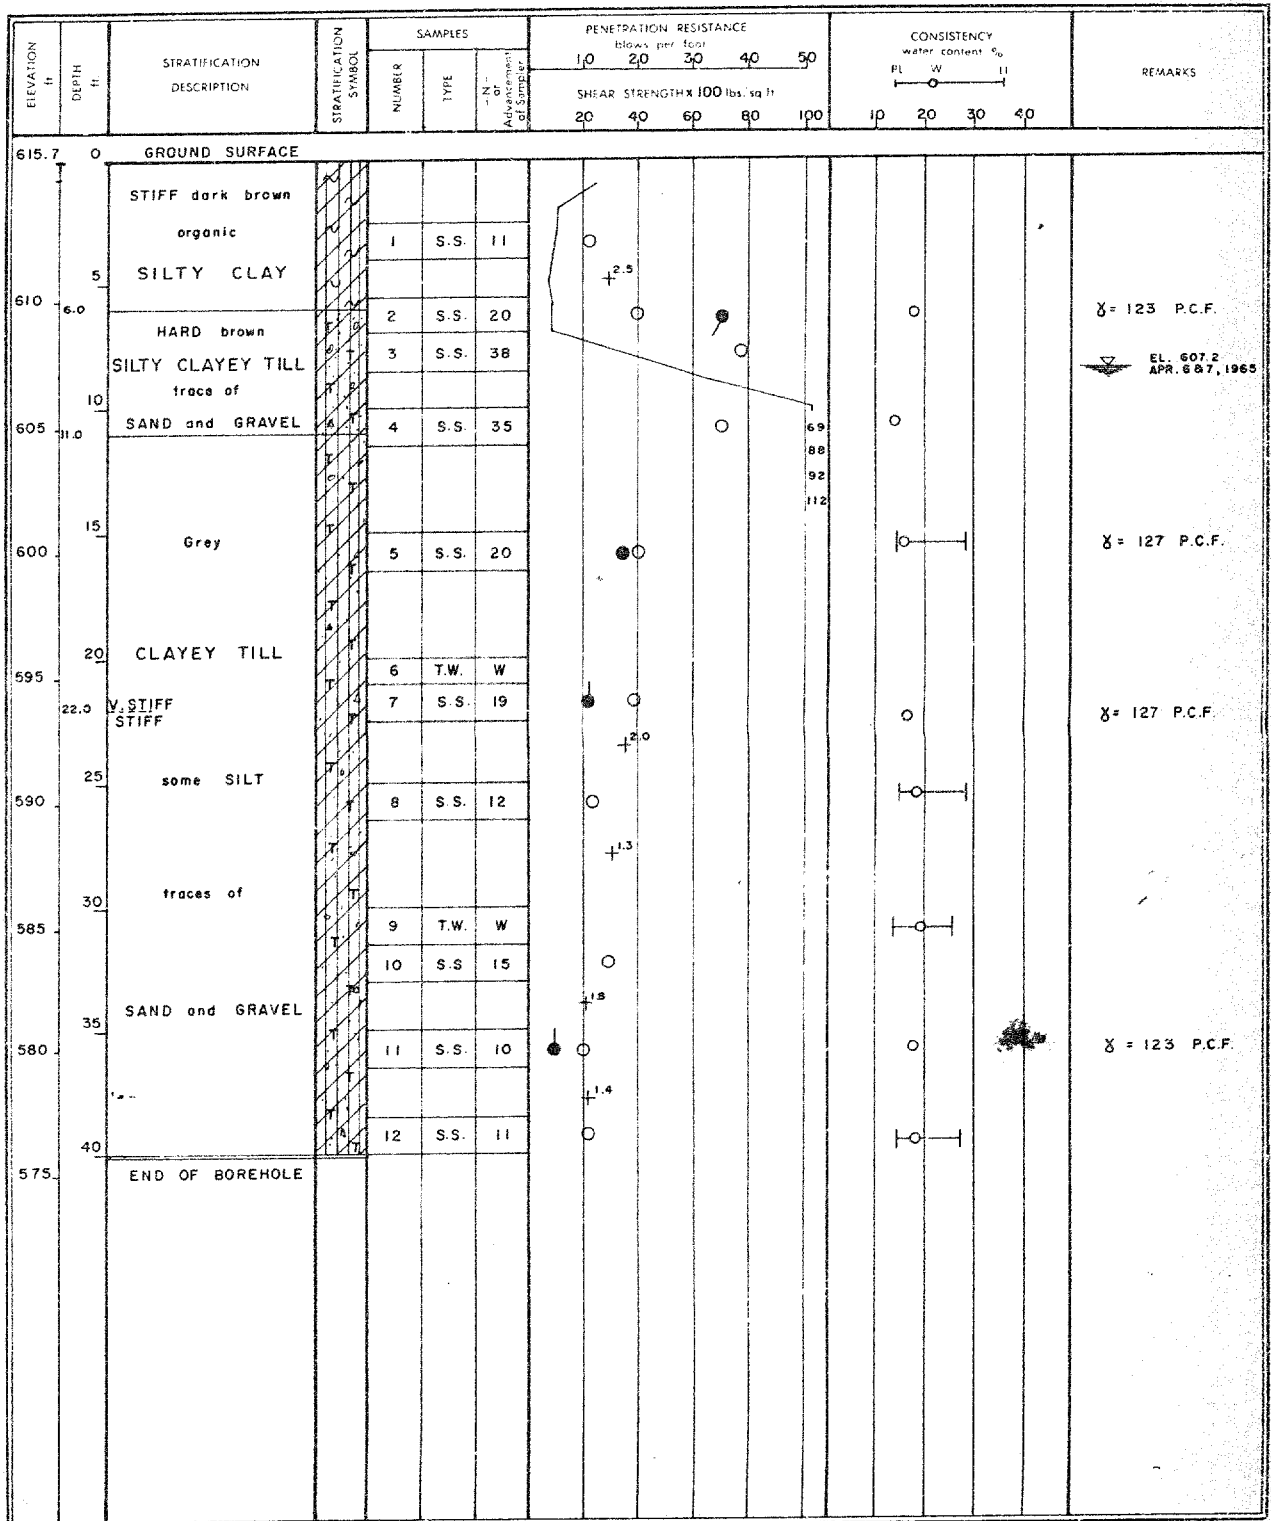 ELEVATION ft
DEPTH ft
STRATIFICATION
DESCRIPTION
STRATIFICATION
SYMBOL
SAMPLES
NUMBER
TYPE
-N-
or
Advancement
of Sampler
PENETRATION RESISTANCE
blows per foot
10 20 30 40 50
SHEAR STRENGTH X 100 lbs./sq ft
20 40 60 80 100
CONSISTENCY
water content %
PL W
10 20 30 40
REMARKS
615.7 0 GROUND SURFACE
STIFF dark brown
organic
1 S.S. 11
5 SILTY CLAY
2.5
610
6.0
2 S.S. 20
γ = 123 P.C.F.
HARD brown
3 S.S. 38
SILTY CLAYEY TILL
EL. 607.2
APR. 6 & 7, 1965
trace of
10
SAND and GRAVEL
605
11.0
4 S.S. 35
69
88
92
112
15
Grey
600
5 S.S. 20
γ = 127 P.C.F.
20 CLAYEY TILL
6 T.W. W
595
22.0 V. STIFF
STIFF
7 S.S. 19
γ = 127 P.C.F.
2.0
25 some SILT
590
8 S.S. 12
1.3
30 traces of
585
9 T.W. W
10 S.S 15
SAND and GRAVEL
35
580
11 S.S. 10
γ = 123 P.C.F.
1.4
12 S.S. 11
40
575
END OF BOREHOLE